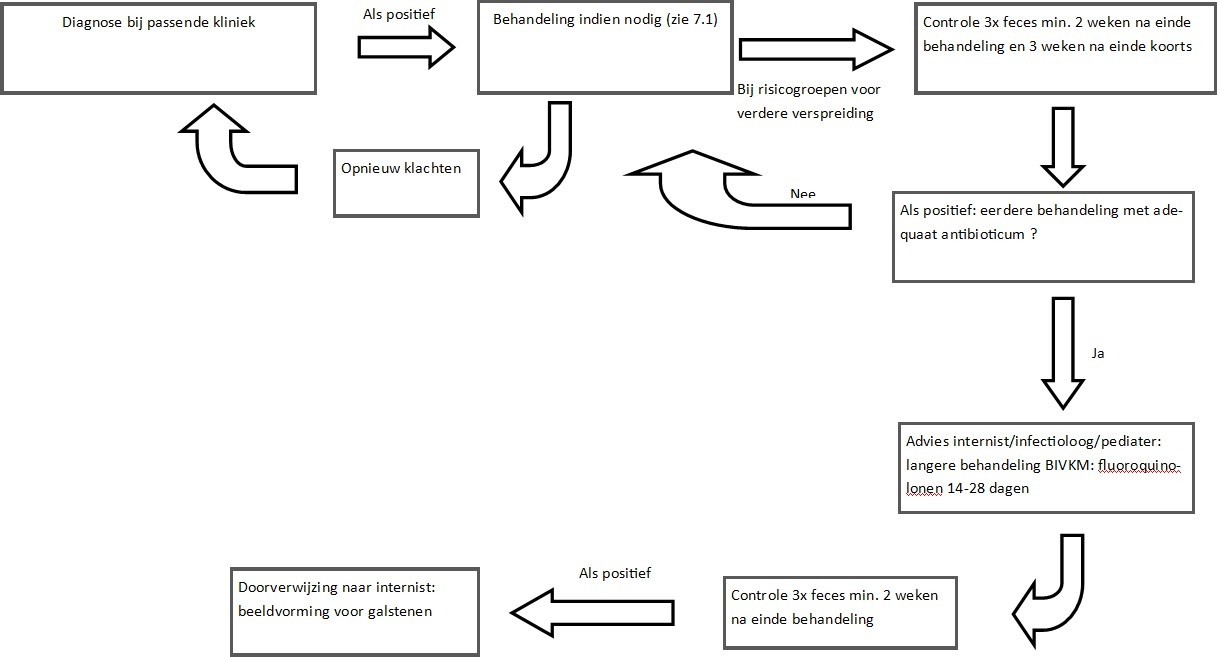 Diagnose bij passende kliniek
Als positief
Behandeling indien nodig (zie 7.1)
Bij risicogroepen voor
verdere verspreiding
Controle 3x feces min. 2 weken na einde
behandeling en 3 weken na einde koorts
Opnieuw klachten
Nee
Als positief: eerdere behandeling met ade-
quaat antibioticum ?
Ja
Advies internist/infectioloog/pediater:
langere behandeling BIVKM: fluoroquino-
lonen 14-28 dagen
Controle 3x feces min. 2 weken
na einde behandeling
Als positief
Doorverwijzing naar internist:
beeldvorming voor galstenen